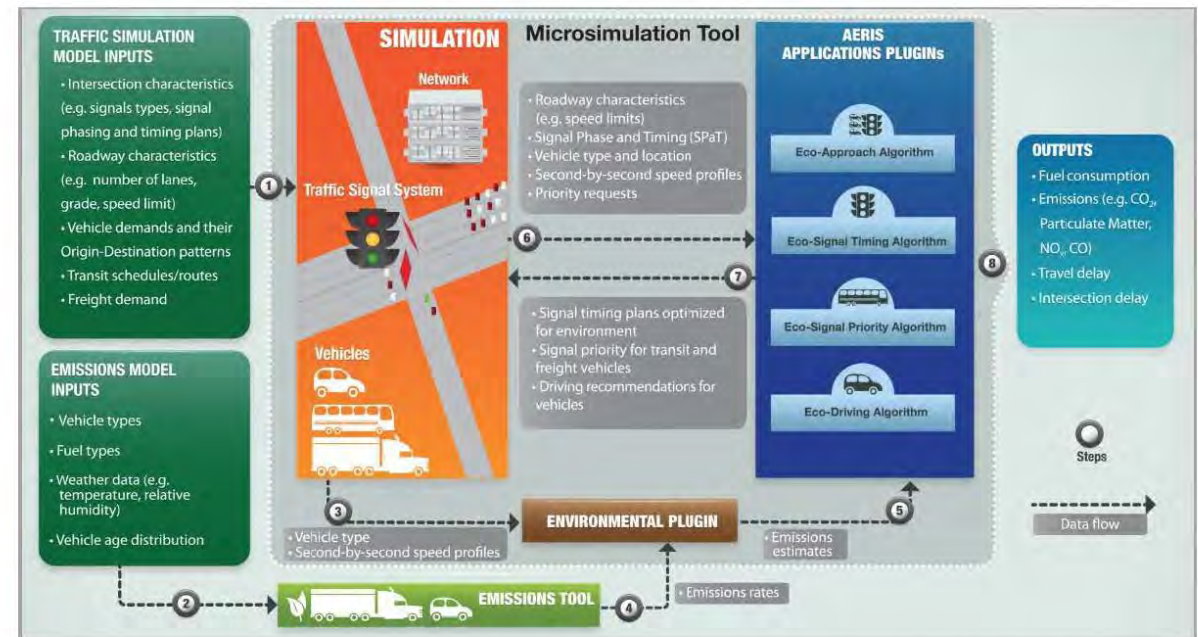 TRAFFIC SIMULATION
MODEL INPUTS
• Intersection characteristics
(e.g. signals types, signal
phasing and timing plans)
• Roadway characteristics
(e.g. number of lanes,
grade, speed limit)
• Vehicle demands and their
Origin-Destination patterns
• Transit schedules/routes
• Freight demand
EMISSIONS MODEL
INPUTS
• Vehicle types
• Fuel types
• Weather data (e.g.
temperature, relative
humidity)
• Vehicle age distribution
1
2
SIMULATION
Network
Traffic Signal System
Vehicles
Microsimulation Tool
• Roadway characteristics
(e.g. speed limits)
• Signal Phase and Timing (SPaT)
• Vehicle type and location
• Second-by-second speed profiles
• Priority requests
6
7
• Signal timing plans optimized
for environment
• Signal priority for transit and
freight vehicles
• Driving recommendations for
vehicles
3
• Vehicle type
• Second-by-second speed profiles
ENVIRONMENTAL PLUGIN
5
• Emissions
estimates
EMISSIONS TOOL
4
• Emissions rates
AERIS
APPLICATIONS PLUGINs
Eco-Approach Algorithm
Eco-Signal Timing Algorithm
Eco-Signal Priority Algorithm
Eco-Driving Algorithm
8
OUTPUTS
• Fuel consumption
• Emissions (e.g. CO₂,
Particulate Matter,
NOₓ, CO)
• Travel delay
• Intersection delay
Steps
Data flow